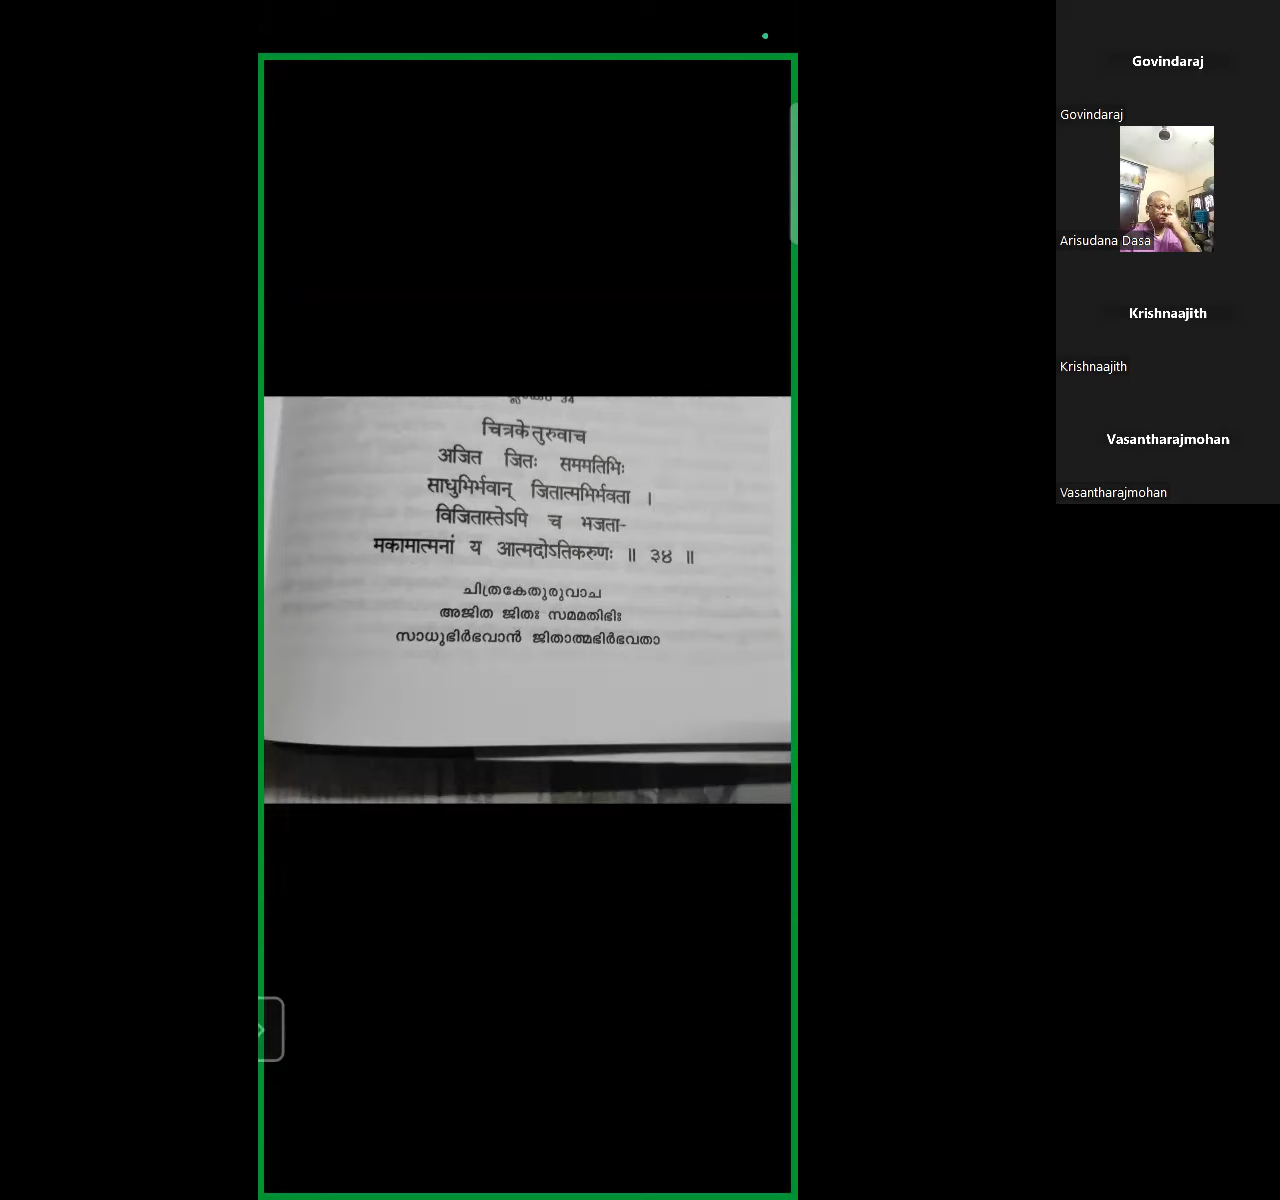 34
चित्रकेतुरुवाच
अजित जितः सममतिभिः
साधुभिर्भवान् जितात्मभिर्भवता ।
विजितास्तेऽपि च भजता-
मकामात्मनां य आत्मदोऽतिकरुणः ॥ ३४ ॥
ചിത്രകേതുരുവാച
അജിത ജിതഃ സമമതിഭിഃ
സാധുഭിർഭവാൻ ജിതാത്മഭിർഭവതാ
Govindaraj
Govindaraj
Arisudana Dasa
Krishnaajith
Krishnaajith
Vasantharajmohan
Vasantharajmohan